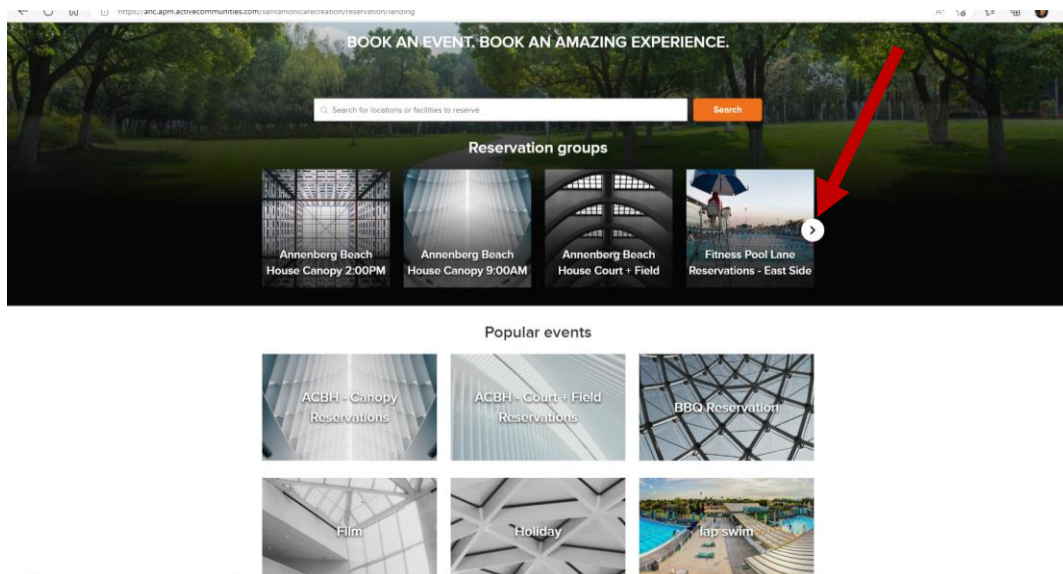 https://anc.apm.activecommunities.com/santamonicarecreation/reservation/landing
BOOK AN EVENT, BOOK AN AMAZING EXPERIENCE.
Search for locations or facilities to reserve
Search
Reservation groups
Annenberg Beach
House Canopy 2:00PM
Annenberg Beach
House Canopy 9:00AM
Annenberg Beach
House Court + Field
Fitness Pool Lane
Reservations - East Side
Popular events
ACBH - Canopy
Reservations
ACBH - Court + Field
Reservations
BBQ Reservation
Film
Holiday
lap swim